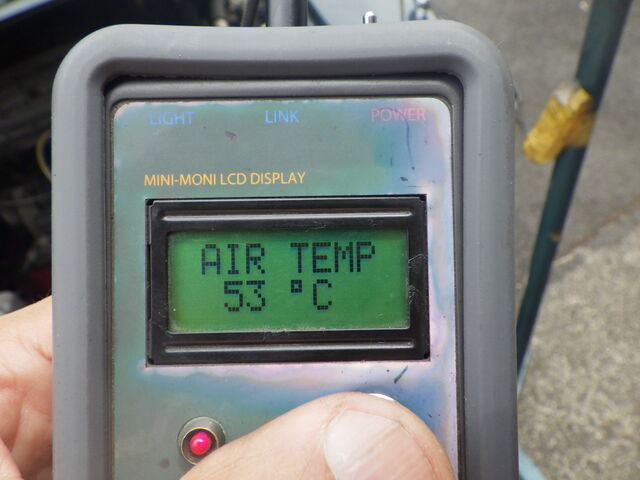 LIGHT LINK POWER
MINI-MONI LCD DISPLAY
AIR TEMP
53 °C